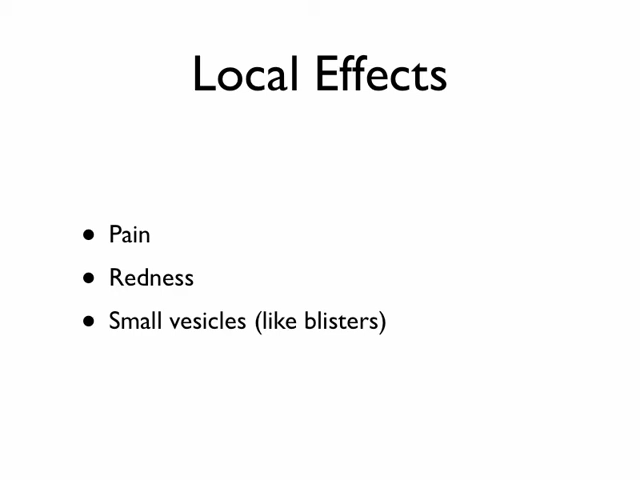 Local Effects
• Pain
• Redness
• Small vesicles (like blisters)